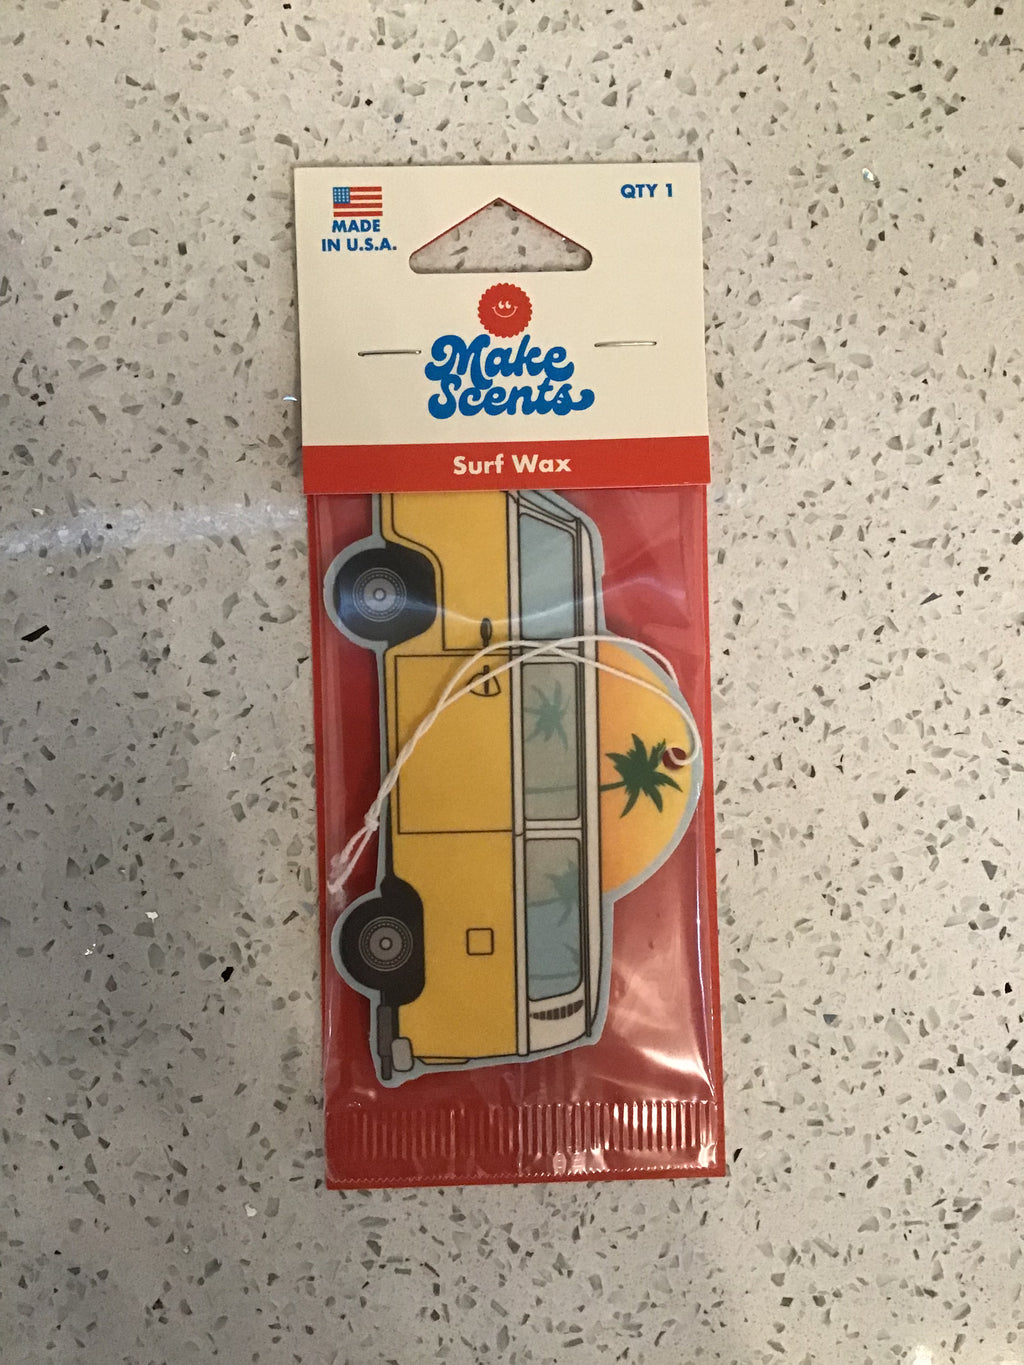 MADE
IN U.S.A.
QTY 1
Make
Scents
Surf Wax